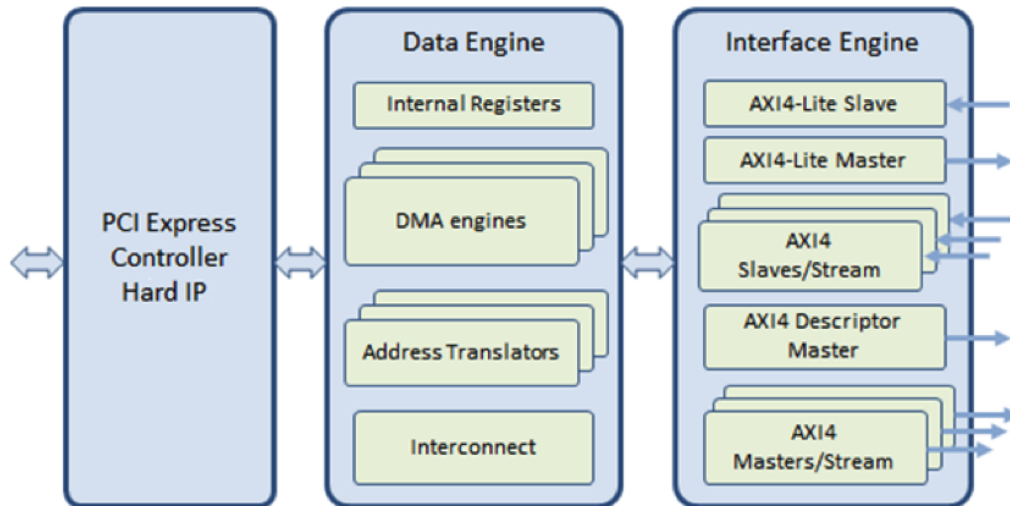 PCI Express
Controller
Hard IP
Data Engine
Internal Registers
DMA engines
Address Translators
Interconnect
Interface Engine
AXI4-Lite Slave
AXI4-Lite Master
AXI4
Slaves/Stream
AXI4 Descriptor
Master
AXI4
Masters/Stream